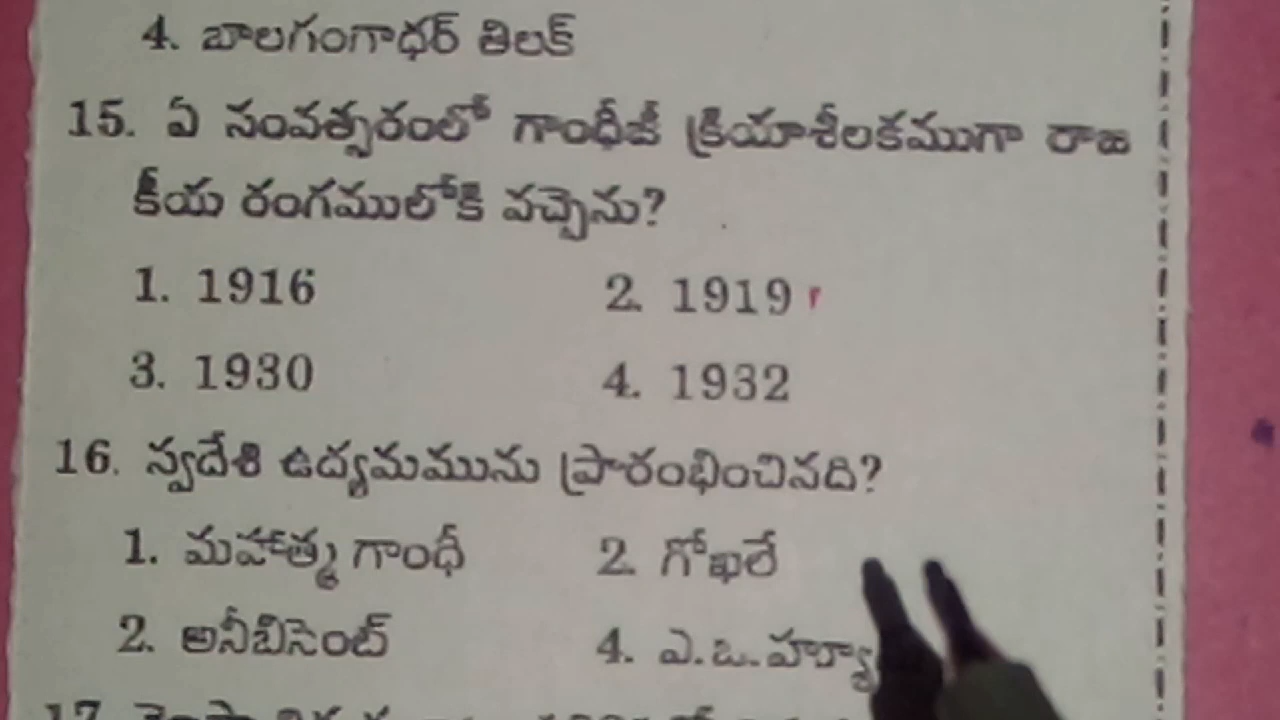 4. బాలగంగాధర్ తిలక్
15. ఏ సంవత్సరంలో గాంధీజీ క్రియాశీలకముగా రాజ
కీయ రంగములోకి వచ్చెను?
1. 1916 2. 1919
3. 1930 4. 1932
16. స్వదేశి ఉద్యమమును ప్రారంభించినది?
1. మహాత్మ గాంధీ 2. గోఖలే
2. అనీబిసెంట్ 4. ఎ.ఒ.హ్యూ
17.